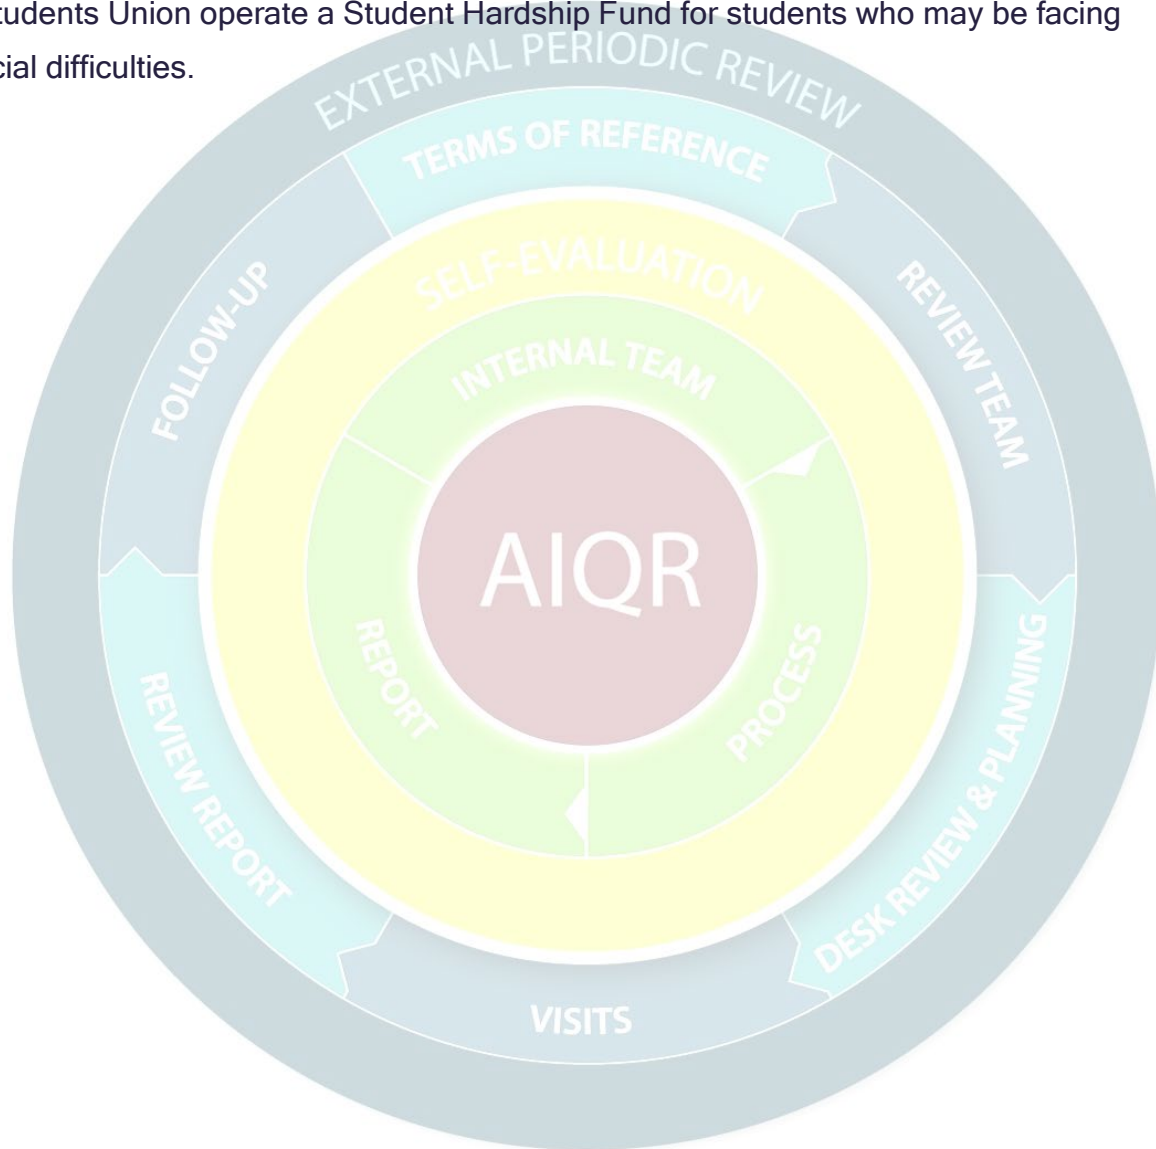 tudents Union operate a Student Hardship Fund for students who may be facing
cial difficulties.
EXTERNAL PERIODIC REVIEW
TERMS OF REFERENCE
SELF-EVALUATION
FOLLOW-UP
REVIEW TEAM
INTERNAL TEAM
AIQR
REPORT
PROCESS
REVIEW REPORT
DESK REVIEW & PLANNING
VISITS